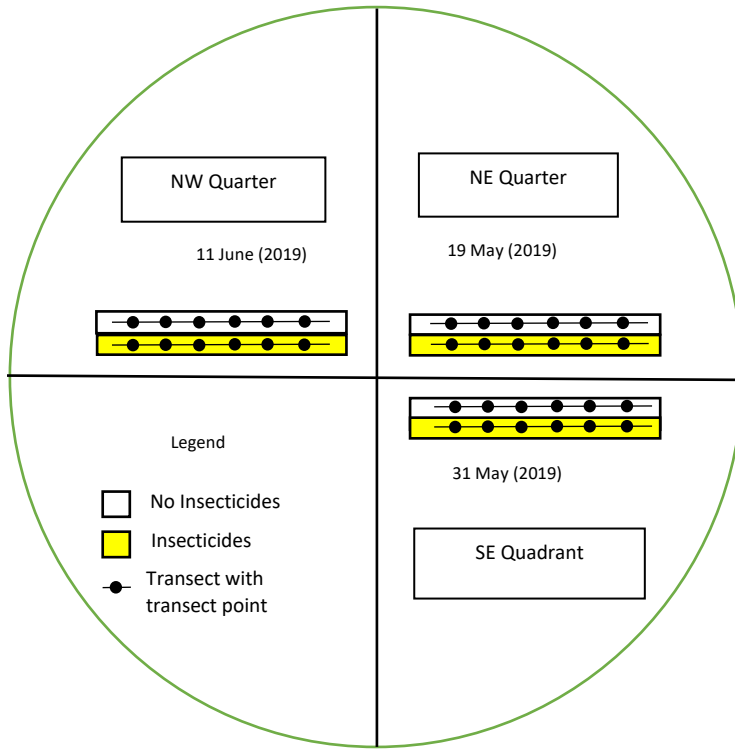 NW Quarter
NE Quarter
11 June (2019)
19 May (2019)
Legend
31 May (2019)
No Insecticides
Insecticides
SE Quadrant
Transect with
transect point